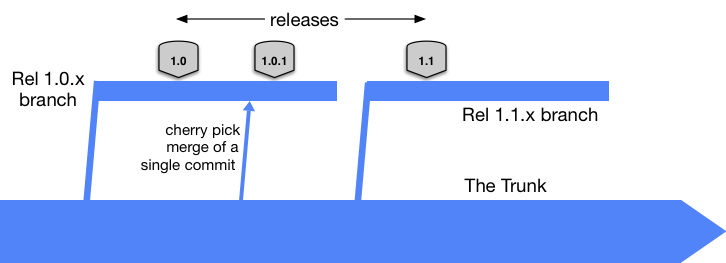 releases
1.0
1.0.1
1.1
Rel 1.0.x
branch
Rel 1.1.x branch
cherry pick
merge of a
single commit
The Trunk